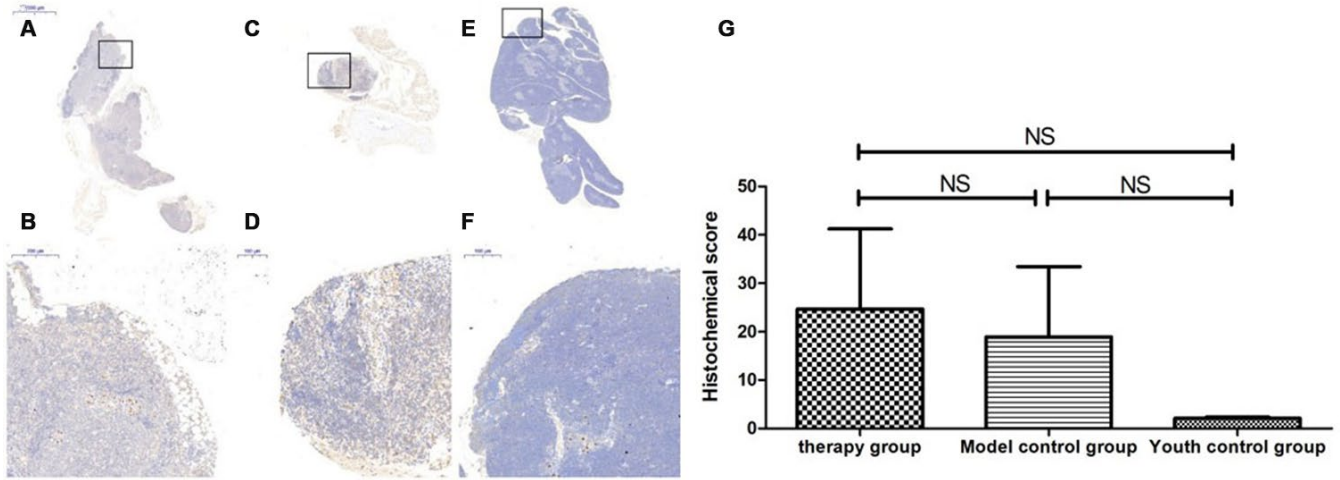 A
C
E
G
B
D
F
NS
NS
NS
Histochemical score
50
40
30
20
10
0
therapy group
Model control group
Youth control group